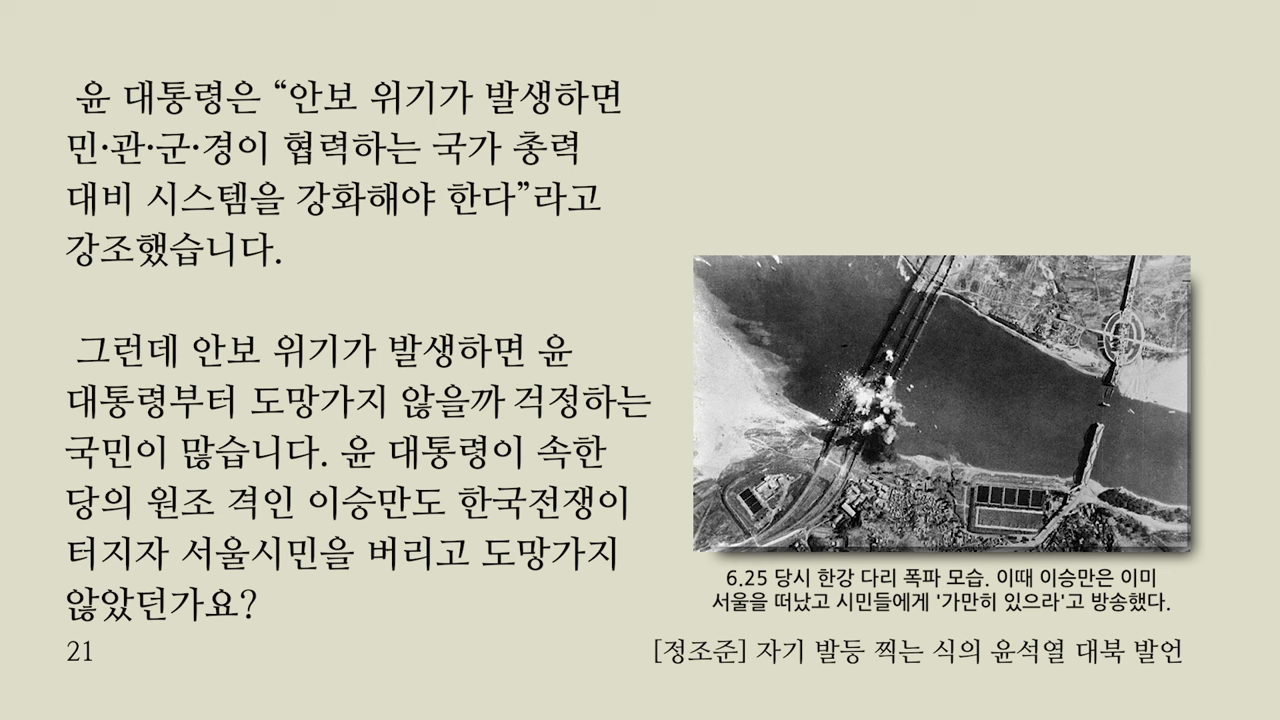 윤 대통령은 “안보 위기가 발생하면
민·관·군·경이 협력하는 국가 총력
대비 시스템을 강화해야 한다”라고
강조했습니다.
그런데 안보 위기가 발생하면 윤
대통령부터 도망가지 않을까 걱정하는
국민이 많습니다. 윤 대통령이 속한
당의 원조 격인 이승만도 한국전쟁이
터지자 서울시민을 버리고 도망가지
않았던가요?
6.25 당시 한강 다리 폭파 모습. 이때 이승만은 이미
서울을 떠났고 시민들에게 '가만히 있으라'고 방송했다.
21
[정조준] 자기 발등 찍는 식의 윤석열 대북 발언